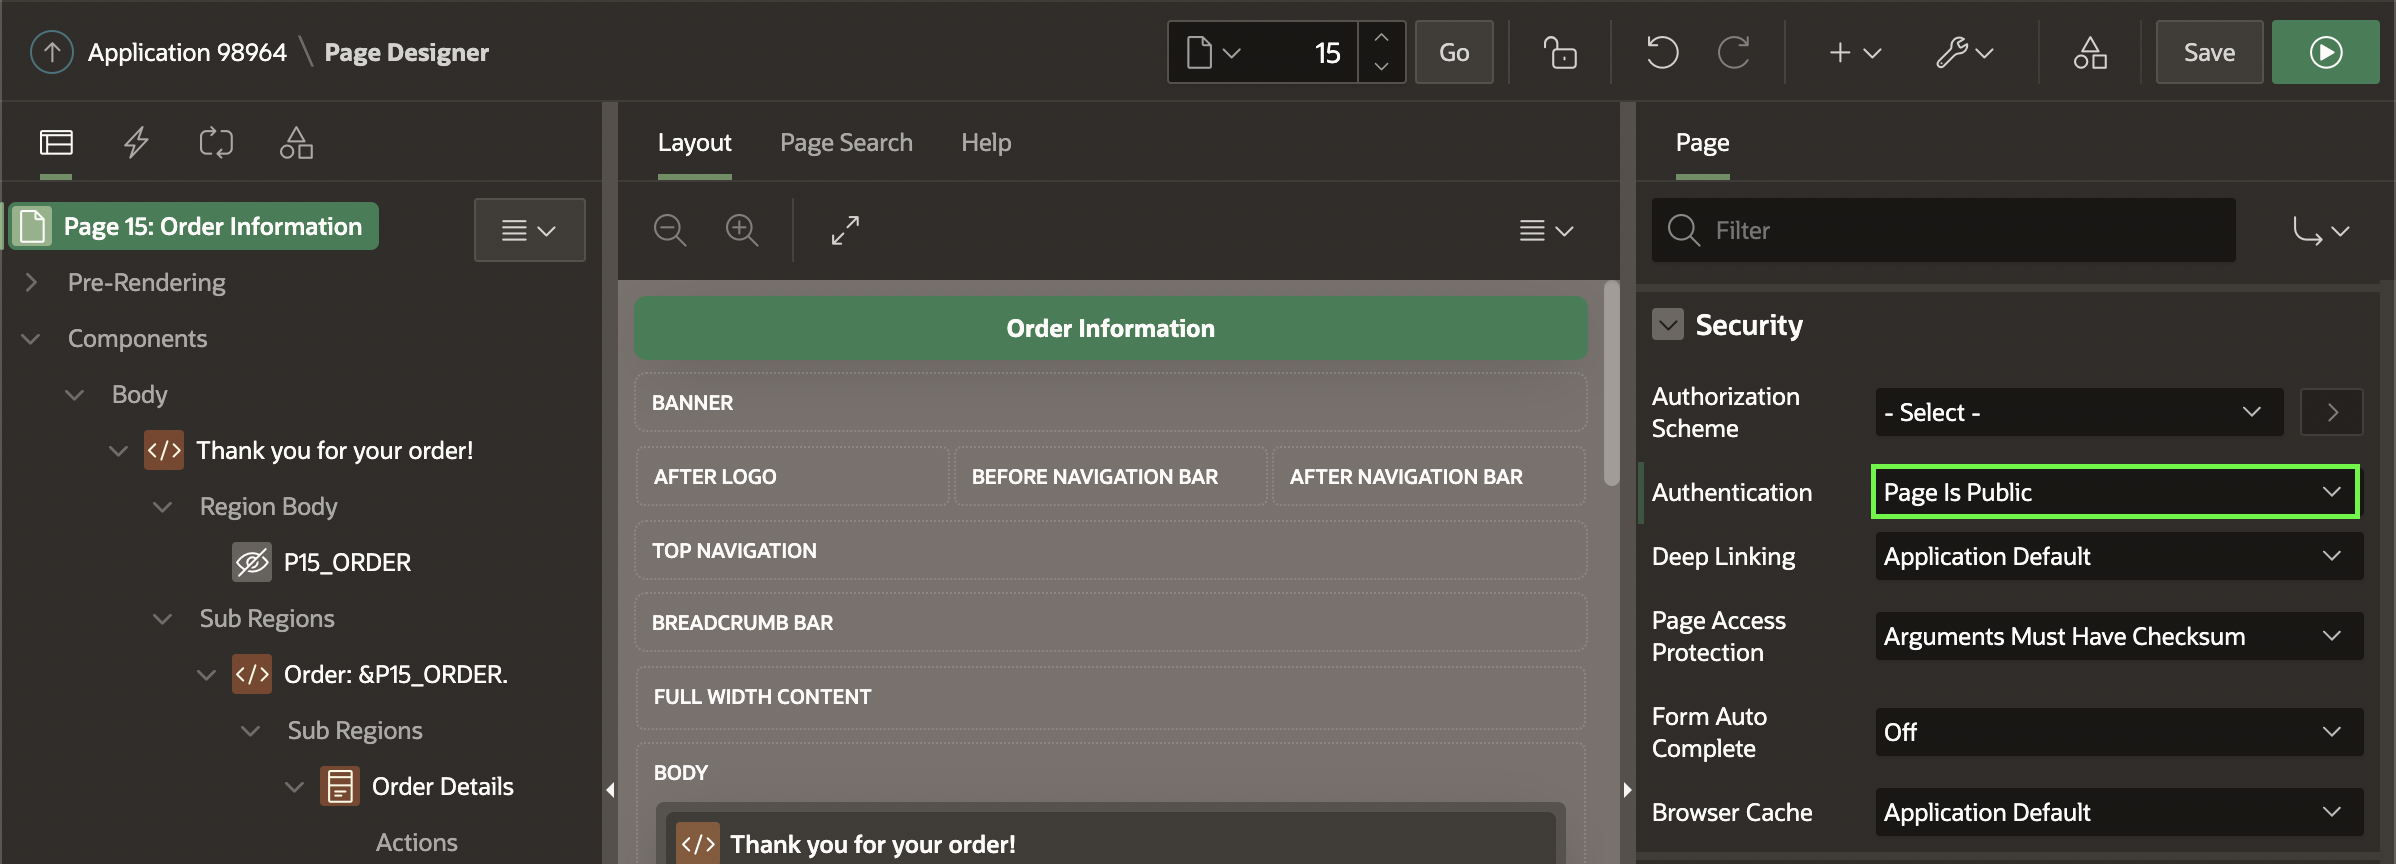 Application 98964 \ Page Designer
15
Go
Save
Page 15: Order Information
Pre-Rendering
Components
Body
</> Thank you for your order!
Region Body
P15_ORDER
Sub Regions
</> Order: &P15_ORDER.
Sub Regions
Order Details
Actions
Layout Page Search Help
Order Information
BANNER
AFTER LOGO BEFORE NAVIGATION BAR AFTER NAVIGATION BAR
TOP NAVIGATION
BREADCRUMB BAR
FULL WIDTH CONTENT
BODY
</> Thank you for your order!
Page
Filter
Security
Authorization
Scheme
- Select -
Authentication
Page Is Public
Deep Linking
Application Default
Page Access
Protection
Arguments Must Have Checksum
Form Auto
Complete
Off
Browser Cache
Application Default